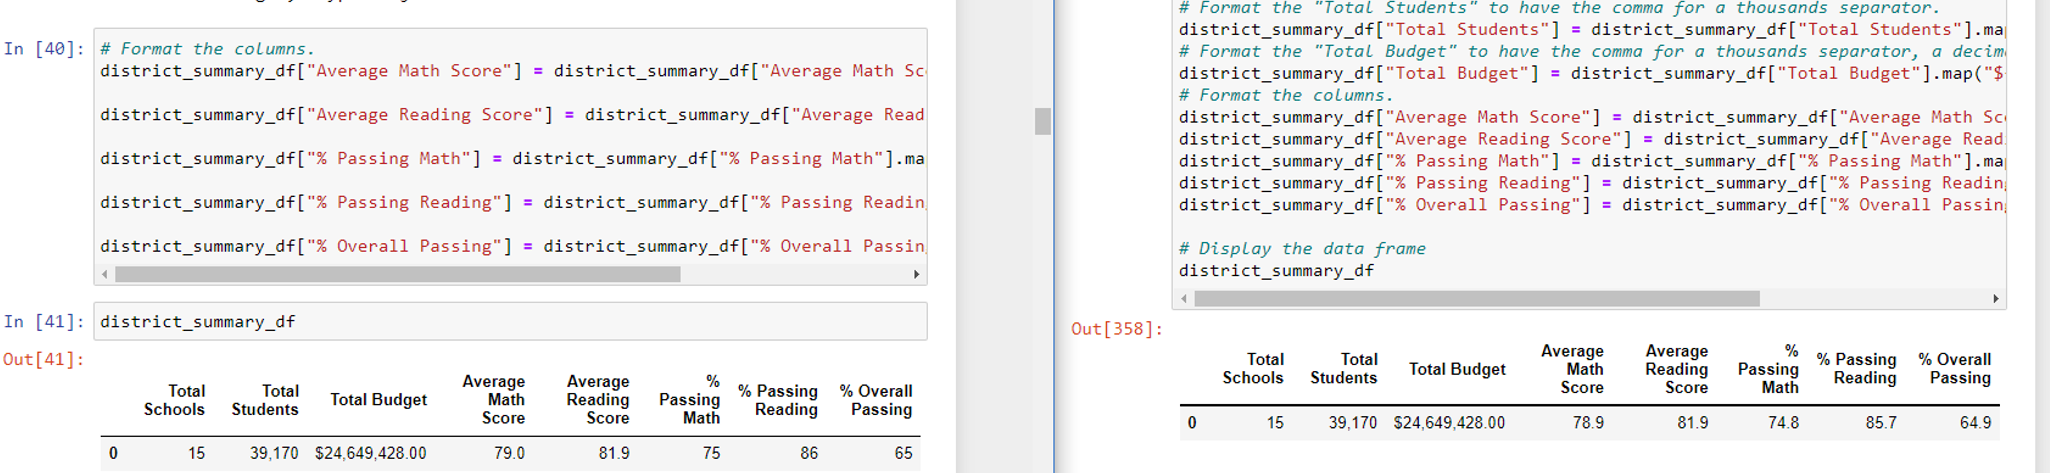 In [40]:
# Format the columns.
district_summary_df["Average Math Score"] = district_summary_df["Average Math Sc
district_summary_df["Average Reading Score"] = district_summary_df["Average Read
district_summary_df["% Passing Math"] = district_summary_df["% Passing Math"].ma
district_summary_df["% Passing Reading"] = district_summary_df["% Passing Readin
district_summary_df["% Overall Passing"] = district_summary_df["% Overall Passin
In [41]:
district_summary_df
Out[41]:
Total Schools Total Students Total Budget Average Math Score Average Reading Score % Passing Math % Passing Reading % Overall Passing
0 15 39,170 $24,649,428.00 79.0 81.9 75 86 65
# Format the "Total Students" to have the comma for a thousands separator.
district_summary_df["Total Students"] = district_summary_df["Total Students"].ma
# Format the "Total Budget" to have the comma for a thousands separator, a decim
district_summary_df["Total Budget"] = district_summary_df["Total Budget"].map("$
# Format the columns.
district_summary_df["Average Math Score"] = district_summary_df["Average Math Sc
district_summary_df["Average Reading Score"] = district_summary_df["Average Read
district_summary_df["% Passing Math"] = district_summary_df["% Passing Math"].ma
district_summary_df["% Passing Reading"] = district_summary_df["% Passing Readin
district_summary_df["% Overall Passing"] = district_summary_df["% Overall Passin
# Display the data frame
district_summary_df
Out[358]:
Total Schools Total Students Total Budget Average Math Score Average Reading Score % Passing Math % Passing Reading % Overall Passing
0 15 39,170 $24,649,428.00 78.9 81.9 74.8 85.7 64.9